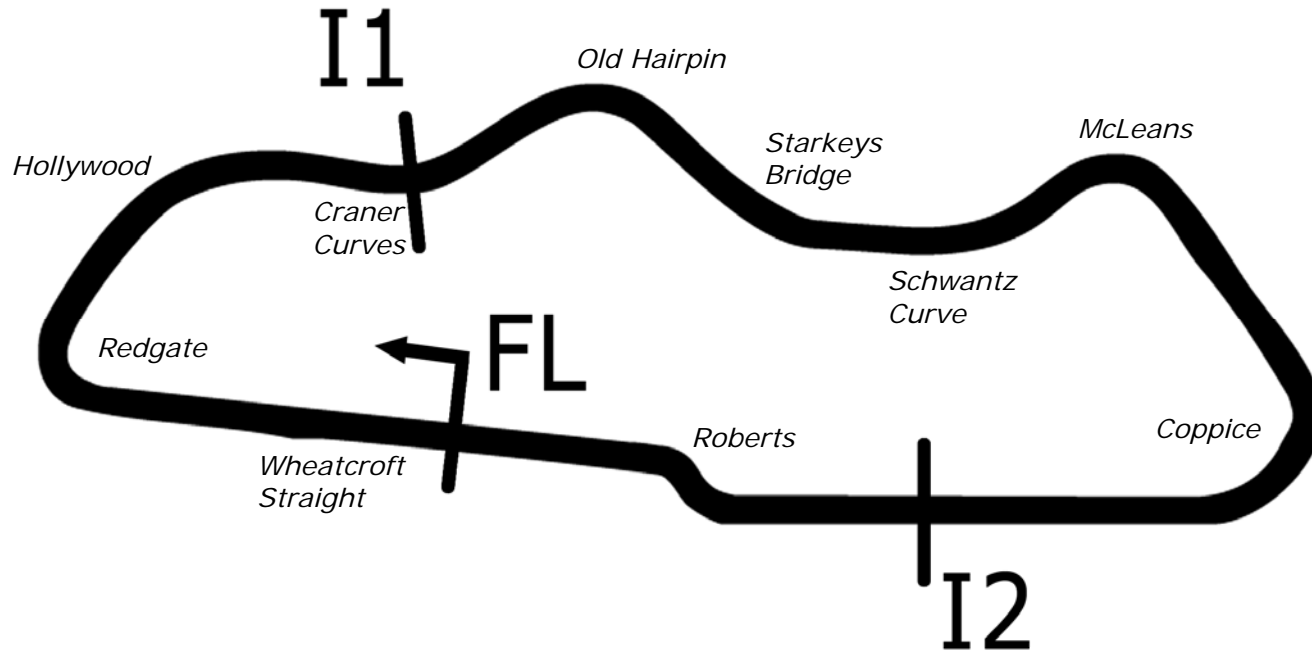 I1
Old Hairpin
McLeans
Starkeys
Bridge
Hollywood
Craner
Curves
Schwantz
Curve
Redgate
FL
Coppice
Roberts
Wheatcroft
Straight
I2